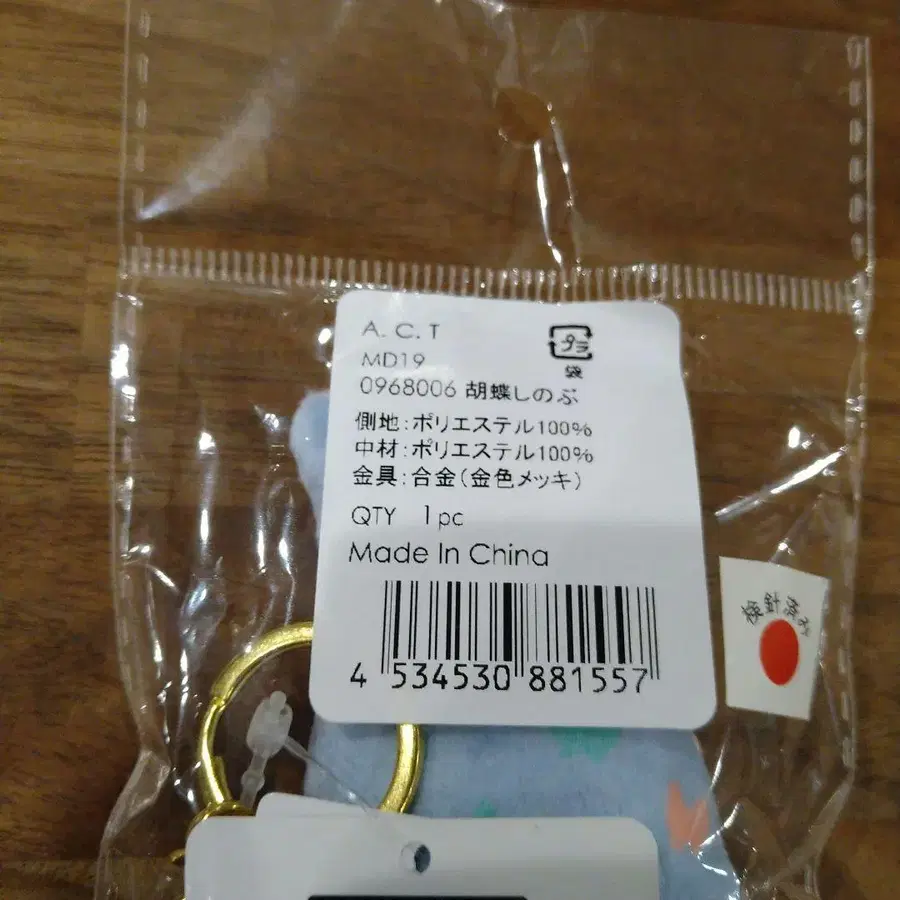 A. C. T
プラ
袋
MD19
0968006 胡蝶しのぶ
側地:ポリエステル100%
中材:ポリエステル100%
金具:合金(金色メッキ)
QTY 1pc
Made In China
4 534530 881557
検針済み